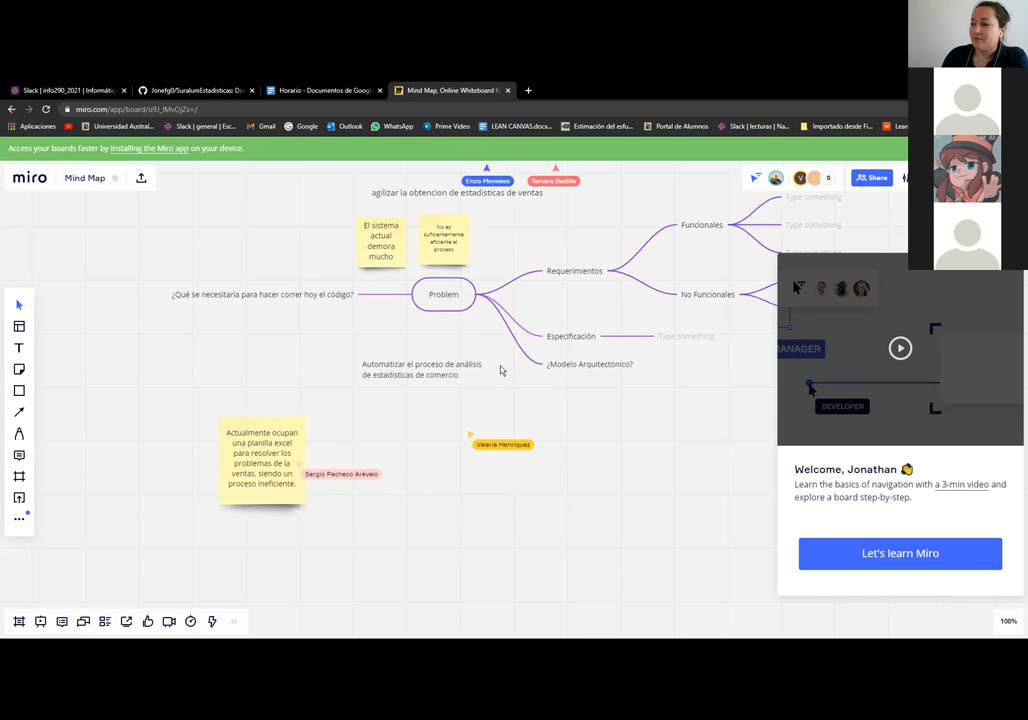 Slack | info290_2021 | Informátic
Jonefg0/SuralumEstadisticas: Do
Horario - Documentos de Google
Mind Map, Online Whiteboard f
miro.com/app/board/o9J_lMvOjZs=/
Aplicaciones
Universidad Austral...
Slack | general | Esc...
Gmail
Google
Outlook
WhatsApp
Prime Video
LEAN CANVAS.docx...
Estimación del esfu...
Portal de Alumnos
Slack | lecturas | Na...
Importado desde Fi...
Lean
Access your boards faster by installing the Miro app on your device.
miro
Mind Map
Enzo Meneses
Tamara Badilla
5
Share
agilizar la obtencion de estadisticas de ventas
El sistema
actual
demora
mucho
No es
suficientemente
eficiente el
proceso
Funcionales
Type something
Type something
Type something
Requerimientos
¿Qué se necesitaría para hacer correr hoy el código?
Problem
No Funcionales
Especificación
Type something
Automatizar el proceso de análisis
de estadísticas de comercio
¿Modelo Arquitectónico?
MANAGER
DEVELOPER
Actualmente ocupan
una planilla excel
para resolver los
problemas de la
ventas, siendo un
proceso ineficiente.
Valeria Henriquez
Sergio Pacheco Arévalo
Welcome, Jonathan 👏
Learn the basics of navigation with a 3-min video and
explore a board step-by-step.
Let's learn Miro
100%